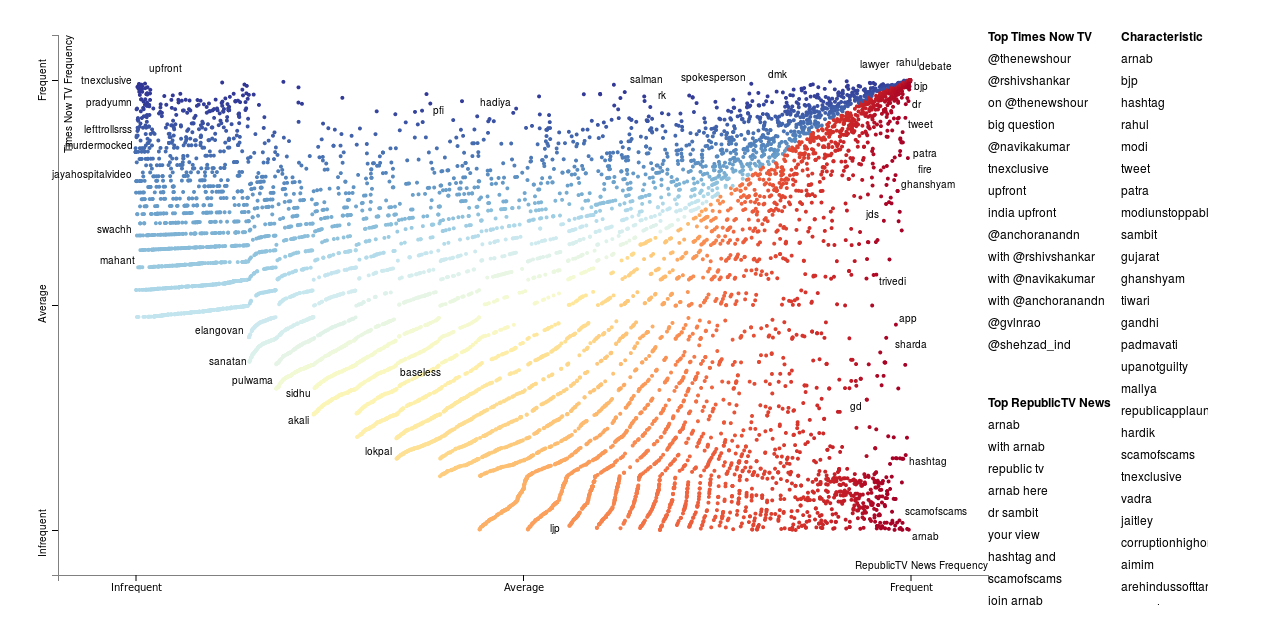 Times Now TV Frequency
Frequent
Average
Infrequent
upfront
tnexclusive
pradyumn
lefttrollsrss
murdermocked
jayahospitalvideo
swachh
mahant
elangovan
sanatan
pulwama
sidhu
akali
baseless
lokpal
ljp
pfi
hadiya
salman
rk
spokesperson
dmk
lawyer
rahul
debate
bjp
dr
tweet
patra
fire
ghanshyam
jds
trivedi
app
sharda
gd
hashtag
scamofscams
arnab
RepublicTV News Frequency
Infrequent
Average
Frequent
Top Times Now TV
@thenewshour
@rshivshankar
on @thenewshour
big question
@navikakumar
tnexclusive
upfront
india upfront
@anchoranandn
with @rshivshankar
with @navikakumar
with @anchoranandn
@gvlnrao
@shehzad_ind
Top RepublicTV News
arnab
with arnab
republic tv
arnab here
dr sambit
your view
hashtag and
scamofscams
join arnab
Characteristic
arnab
bjp
hashtag
rahul
modi
tweet
patra
modiunstoppabl
sambit
gujarat
ghanshyam
tiwari
gandhi
padmavati
upanotguilty
mallya
republicapplaun
hardik
scamofscams
tnexclusive
vadra
jaitley
corruptionhigho
aimim
arehindussofttar